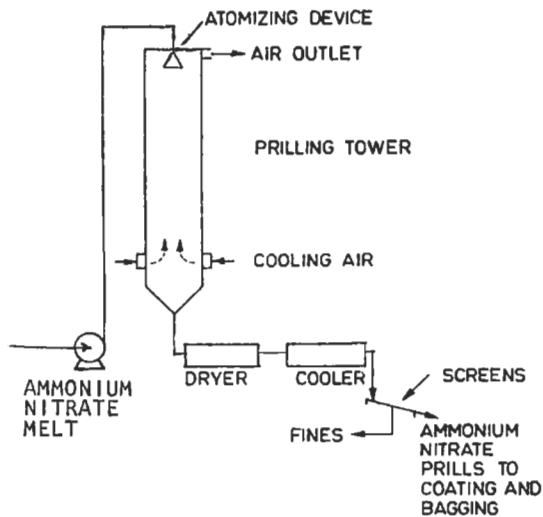 ATOMIZING DEVICE
AIR OUTLET
PRILLING TOWER
COOLING AIR
AMMONIUM
NITRATE
MELT
DRYER
COOLER
SCREENS
FINES
AMMONIUM
NITRATE
PRILLS TO
COATING AND
BAGGING